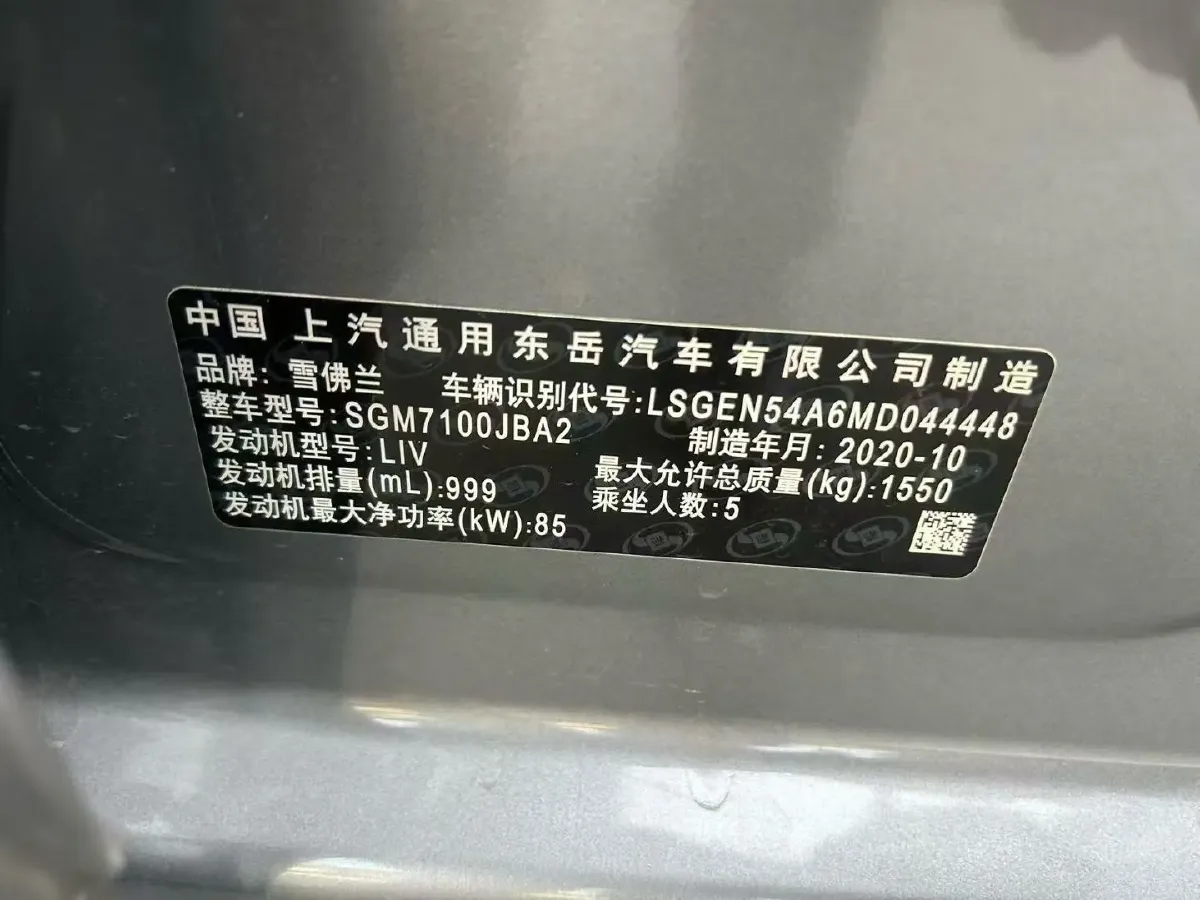 中国 上汽通用东岳汽车有限公司制造
品牌: 雪佛兰 车辆识别代号:LSGEN54A6MD044448
整车型号:SGM7100JBA2 制造年月: 2020-10
发动机型号:LIV 最大允许总质量(kg):1550
发动机排量(mL):999 乘坐人数:5
发动机最大净功率(kW):85